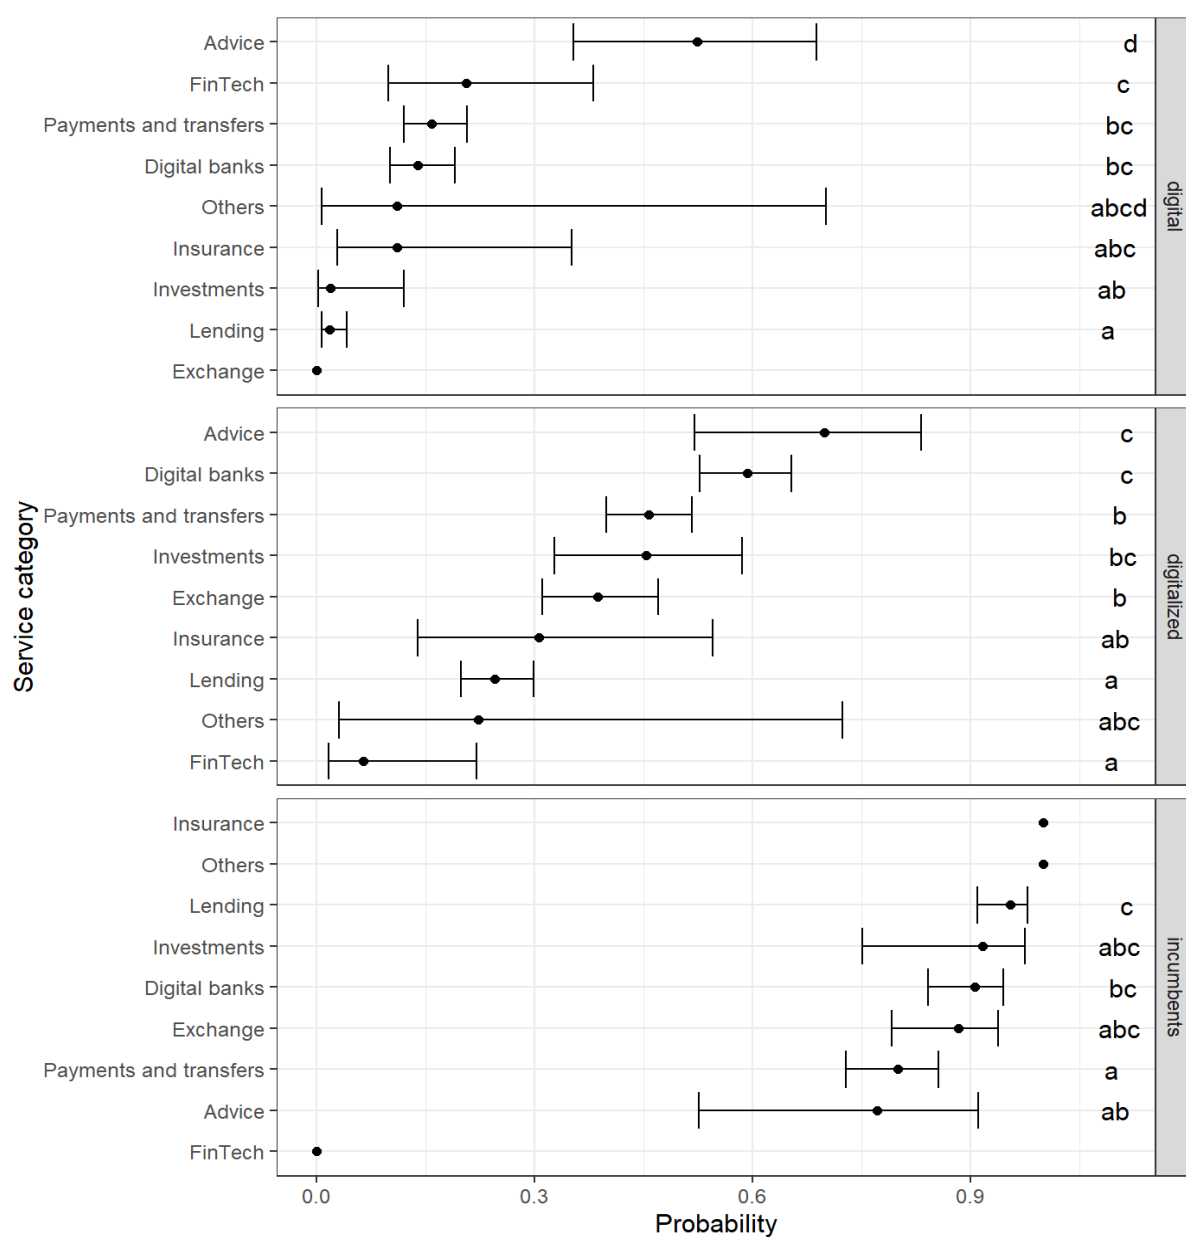 Advice d
FinTech c
Payments and transfers bc
Digital banks bc
Others abcd
Insurance abc
Investments ab
Lending a
Exchange
digital
Advice c
Digital banks c
Payments and transfers b
Investments bc
Exchange b
Insurance ab
Lending a
Others abc
FinTech a
digitalized
Insurance
Others
Lending c
Investments abc
Digital banks bc
Exchange abc
Payments and transfers a
Advice ab
FinTech
incumbents
Service category
0.0 0.3 0.6 0.9
Probability